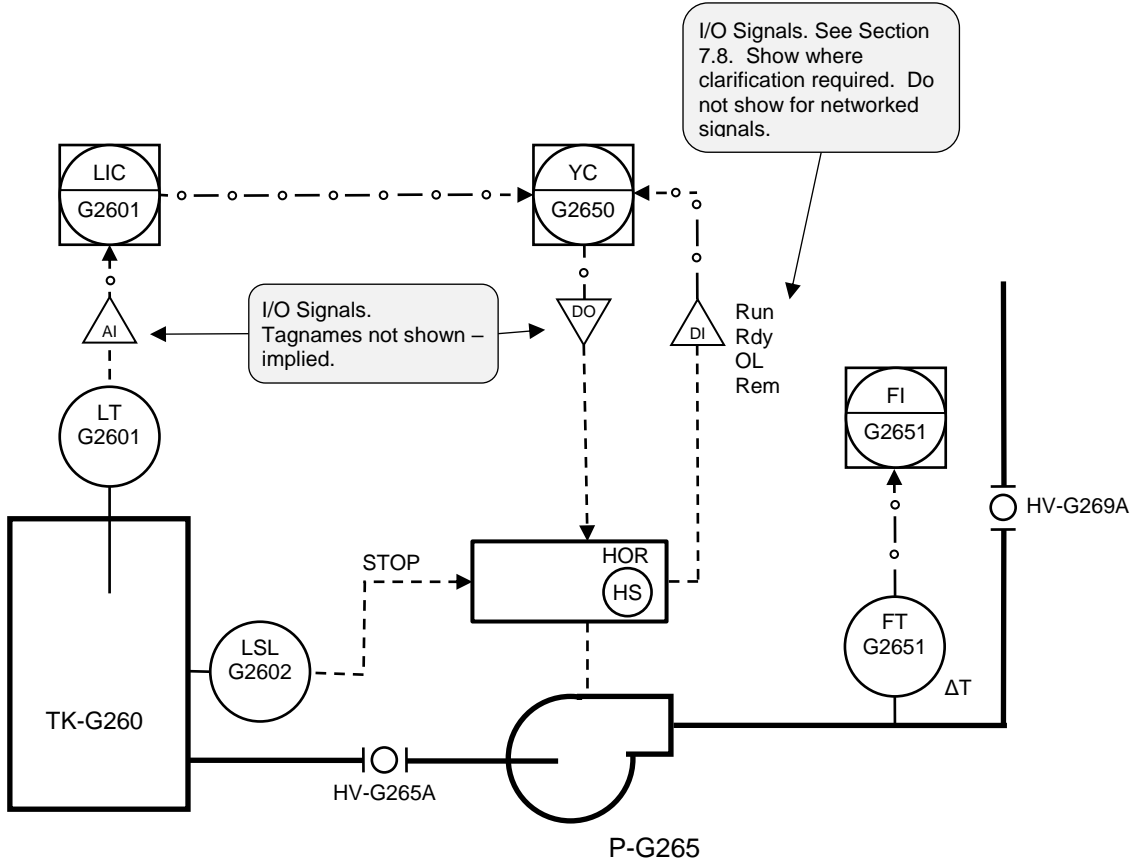 I/O Signals. See Section
7.8. Show where
clarification required. Do
not show for networked
signals.
LIC
G2601
YC
G2650
I/O Signals.
Tagnames not shown –
implied.
AI
DO
DI
Run
Rdy
OL
Rem
LT
G2601
FI
G2651
HV-G269A
STOP
HOR
HS
LSL
G2602
FT
G2651
ΔT
TK-G260
HV-G265A
P-G265